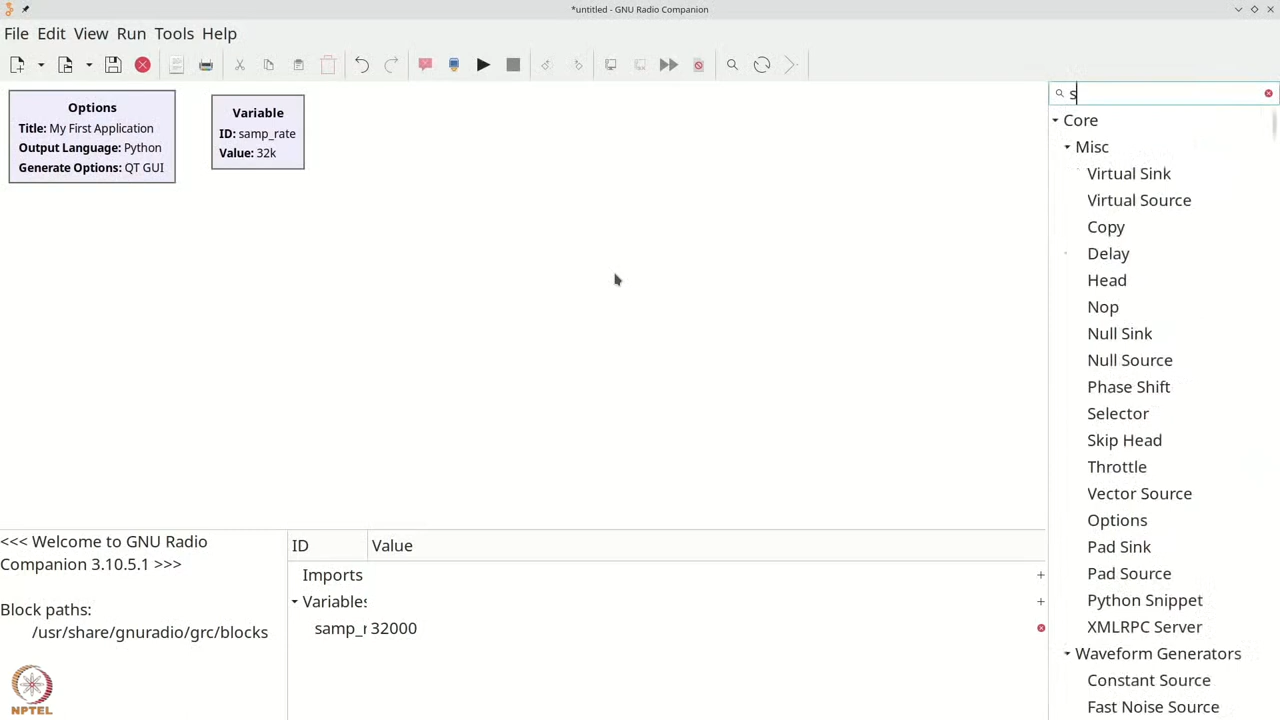 *untitled - GNU Radio Companion
File Edit View Run Tools Help
Options
Title: My First Application
Output Language: Python
Generate Options: QT GUI
Variable
ID: samp_rate
Value: 32k
s
Core
Misc
Virtual Sink
Virtual Source
Copy
Delay
Head
Nop
Null Sink
Null Source
Phase Shift
Selector
Skip Head
Throttle
Vector Source
Options
Pad Sink
Pad Source
Python Snippet
XMLRPC Server
Waveform Generators
Constant Source
Fast Noise Source
<<< Welcome to GNU Radio
Companion 3.10.5.1 >>>
Block paths:
/usr/share/gnuradio/grc/blocks
ID Value
Imports
Variables
samp_r 32000
NPTEL